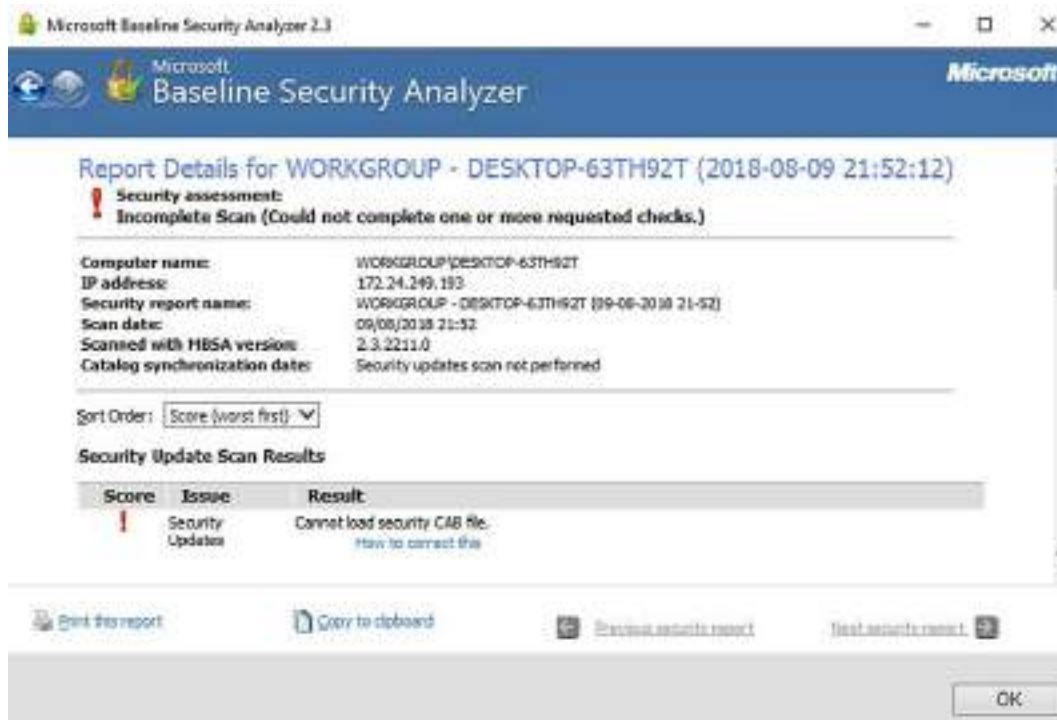 Microsoft Baseline Security Analyzer 2.3
Microsoft
Baseline Security Analyzer
Microsoft
Report Details for WORKGROUP - DESKTOP-63TH92T (2018-08-09 21:52:12)
Security assessment:
Incomplete Scan (Could not complete one or more requested checks.)
Computer name: WORKGROUP\DESKTOP-63TH92T
IP address: 172.24.249.193
Security report name: WORKGROUP - DESKTOP-63TH92T (09-08-2018 21-52)
Scan date: 09/08/2018 21:52
Scanned with MBSA version: 2.3.2211.0
Catalog synchronization date: Security updates scan not performed
Sort Order: Score (worst first)
Security Update Scan Results
Score Issue Result
! Security Cannot load security CAB file.
Updates How to correct this
Print this report Copy to clipboard Previous security report Next security report
OK